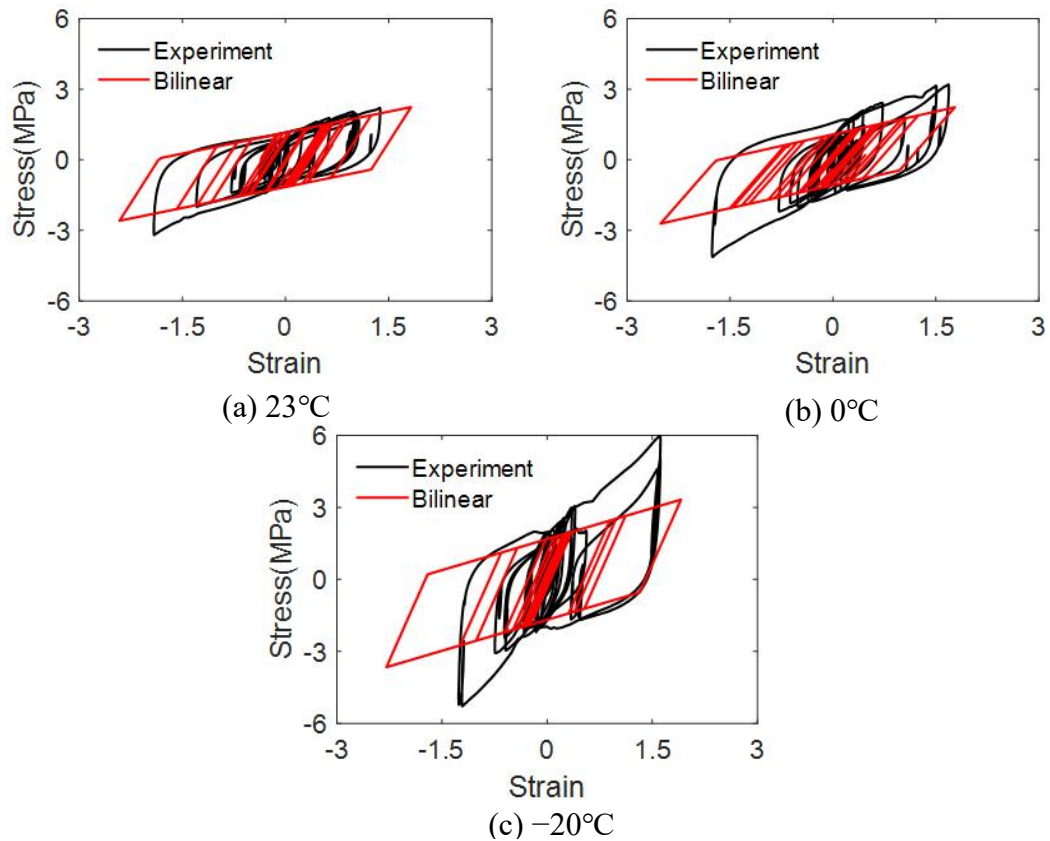 6
3
0
-3
-6
Stress(MPa)
Experiment
Bilinear
-3 -1.5 0 1.5 3
Strain
(a) 23℃
6
3
0
-3
-6
Stress(MPa)
Experiment
Bilinear
-3 -1.5 0 1.5 3
Strain
(b) 0℃
6
3
0
-3
-6
Stress(MPa)
Experiment
Bilinear
-3 -1.5 0 1.5 3
Strain
(c) −20℃